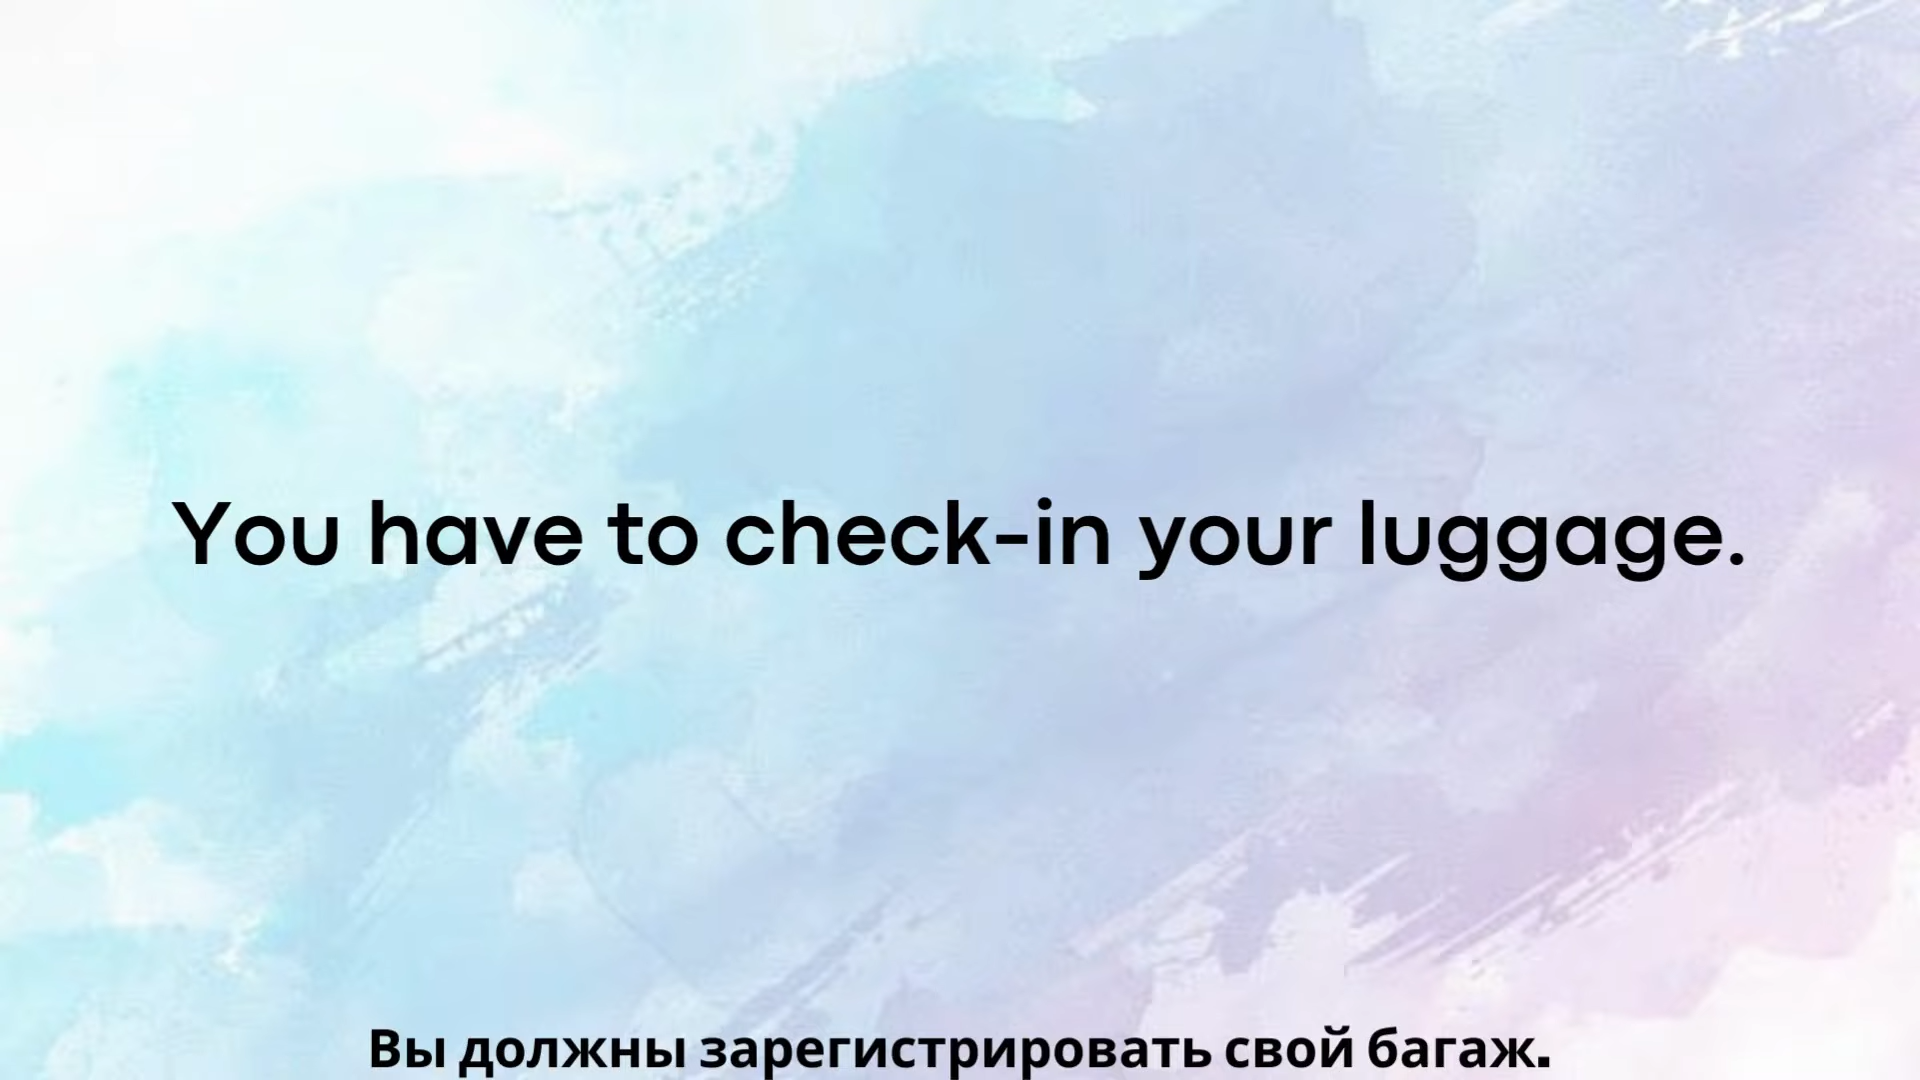 You have to check-in your luggage.
Вы должны зарегистрировать свой багаж.